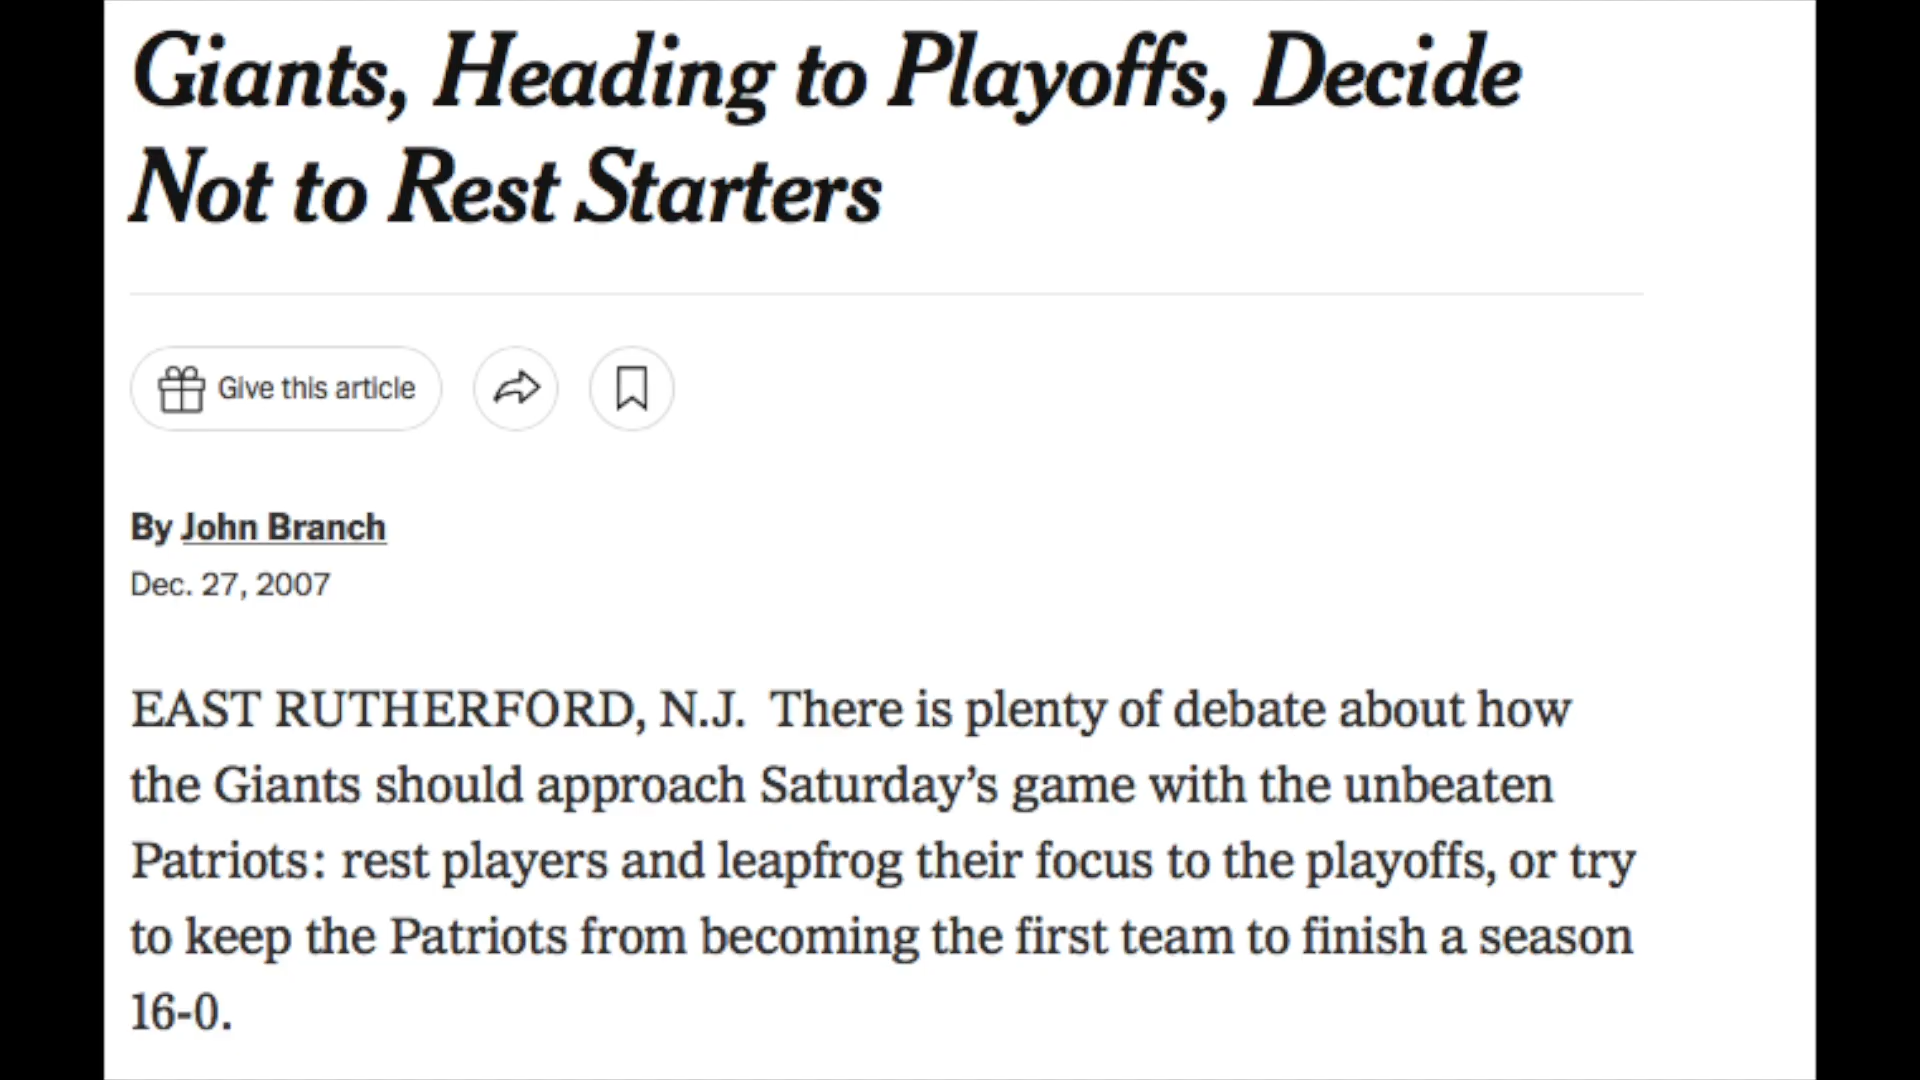 Giants, Heading to Playoffs, Decide
Not to Rest Starters
Give this article
By John Branch
Dec. 27, 2007
EAST RUTHERFORD, N.J. There is plenty of debate about how
the Giants should approach Saturday’s game with the unbeaten
Patriots: rest players and leapfrog their focus to the playoffs, or try
to keep the Patriots from becoming the first team to finish a season
16-0.